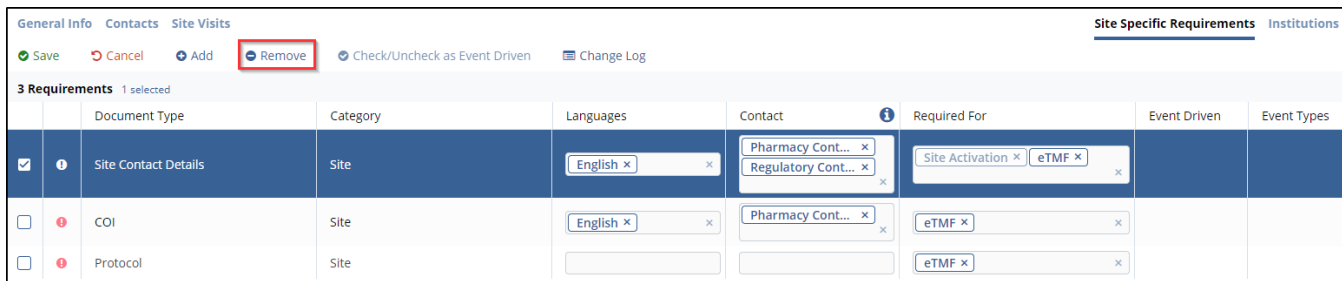 General Info Contacts Site Visits Site Specific Requirements Institutions
Save Cancel Add Remove Check/Uncheck as Event Driven Change Log
3 Requirements 1 selected
Document Type Category Languages Contact Required For Event Driven Event Types
Pharmacy Cont... ×
Site Contact Details Site English × × Site Activation × eTMF × ×
Regulatory Cont... × ×
COI Site English × × Pharmacy Cont... × × eTMF × ×
Protocol Site eTMF × ×